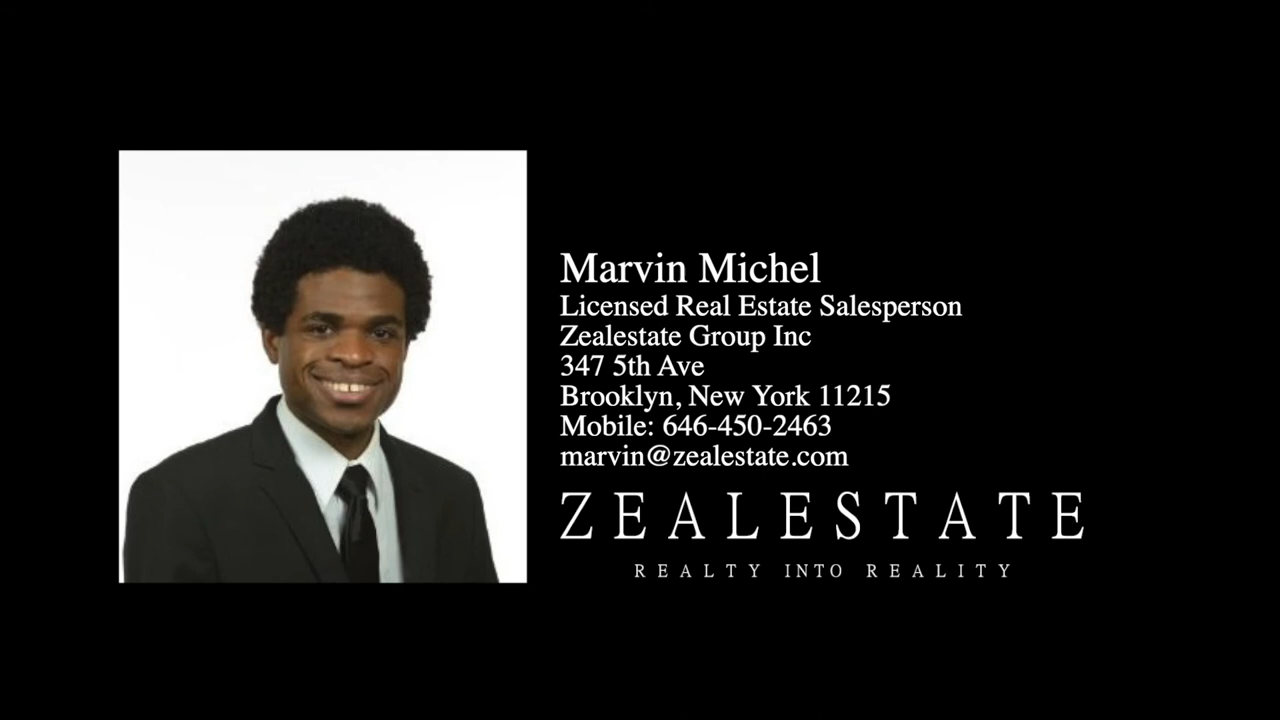 Marvin Michel
Licensed Real Estate Salesperson
Zealestate Group Inc
347 5th Ave
Brooklyn, New York 11215
Mobile: 646-450-2463
marvin@zealestate.com
ZEALESTATE
REALTY INTO REALITY